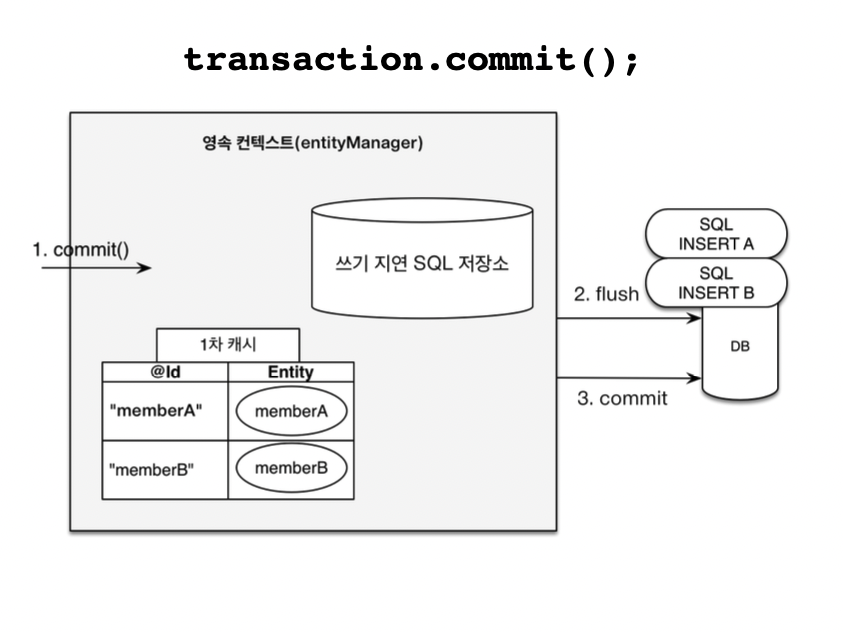 transaction.commit();
영속 컨텍스트(entityManager)
1. commit()
쓰기 지연 SQL 저장소
SQL
INSERT A
SQL
INSERT B
2. flush
DB
3. commit
1차 캐시
@Id Entity
"memberA" memberA
"memberB" memberB